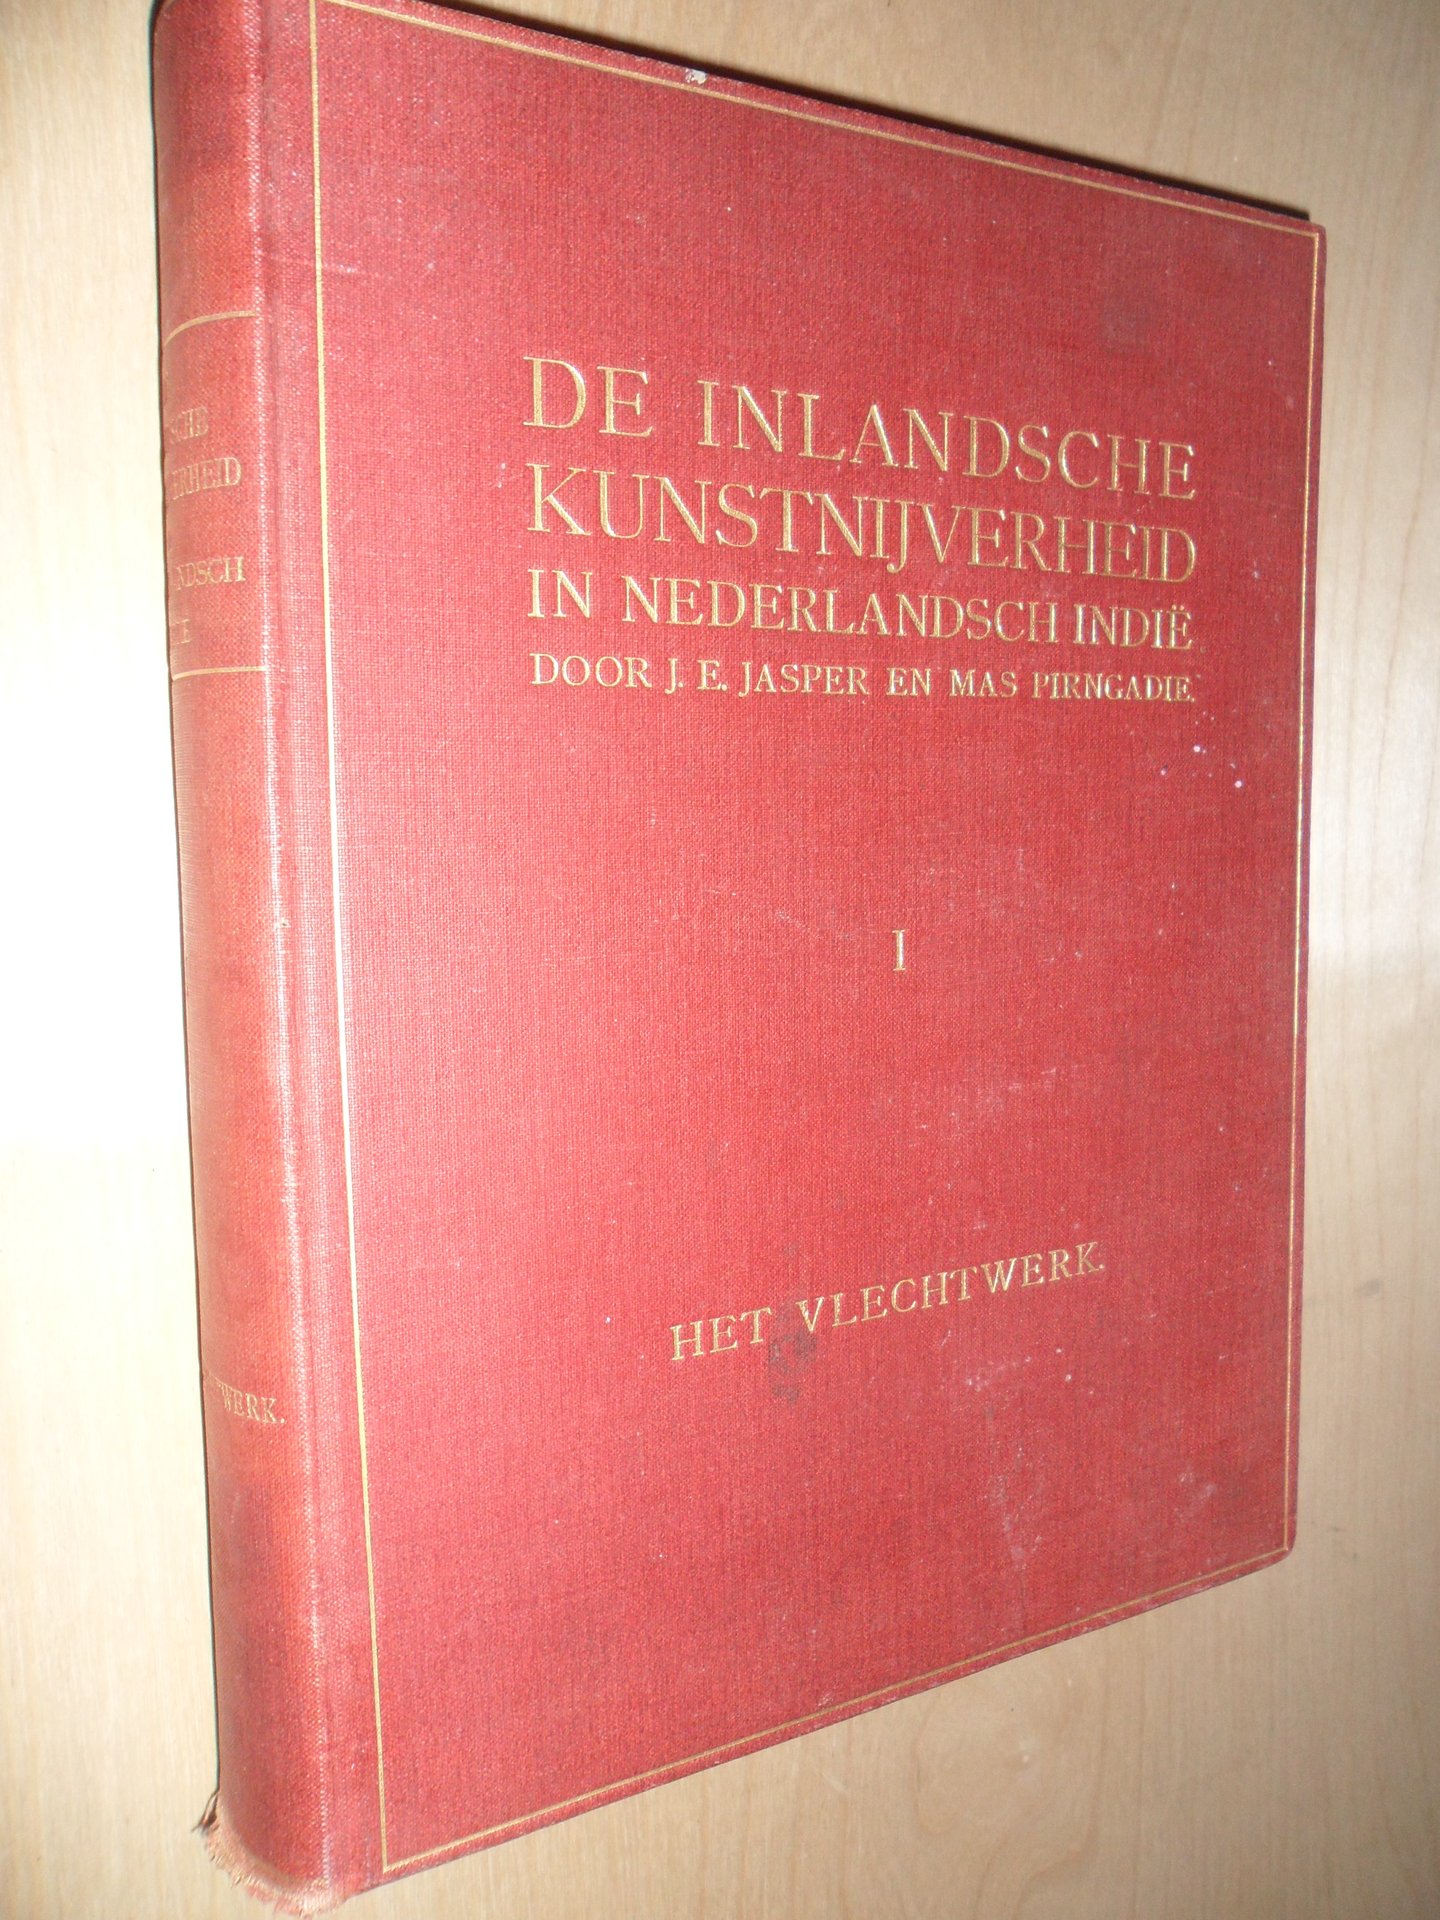 DE INLANDSCHE
KUNSTNIJVERHEID
IN NEDERLANDSCH INDIË
DOOR J. E. JASPER EN MAS PIRNGADIE.
I
HET VLECHTWERK.